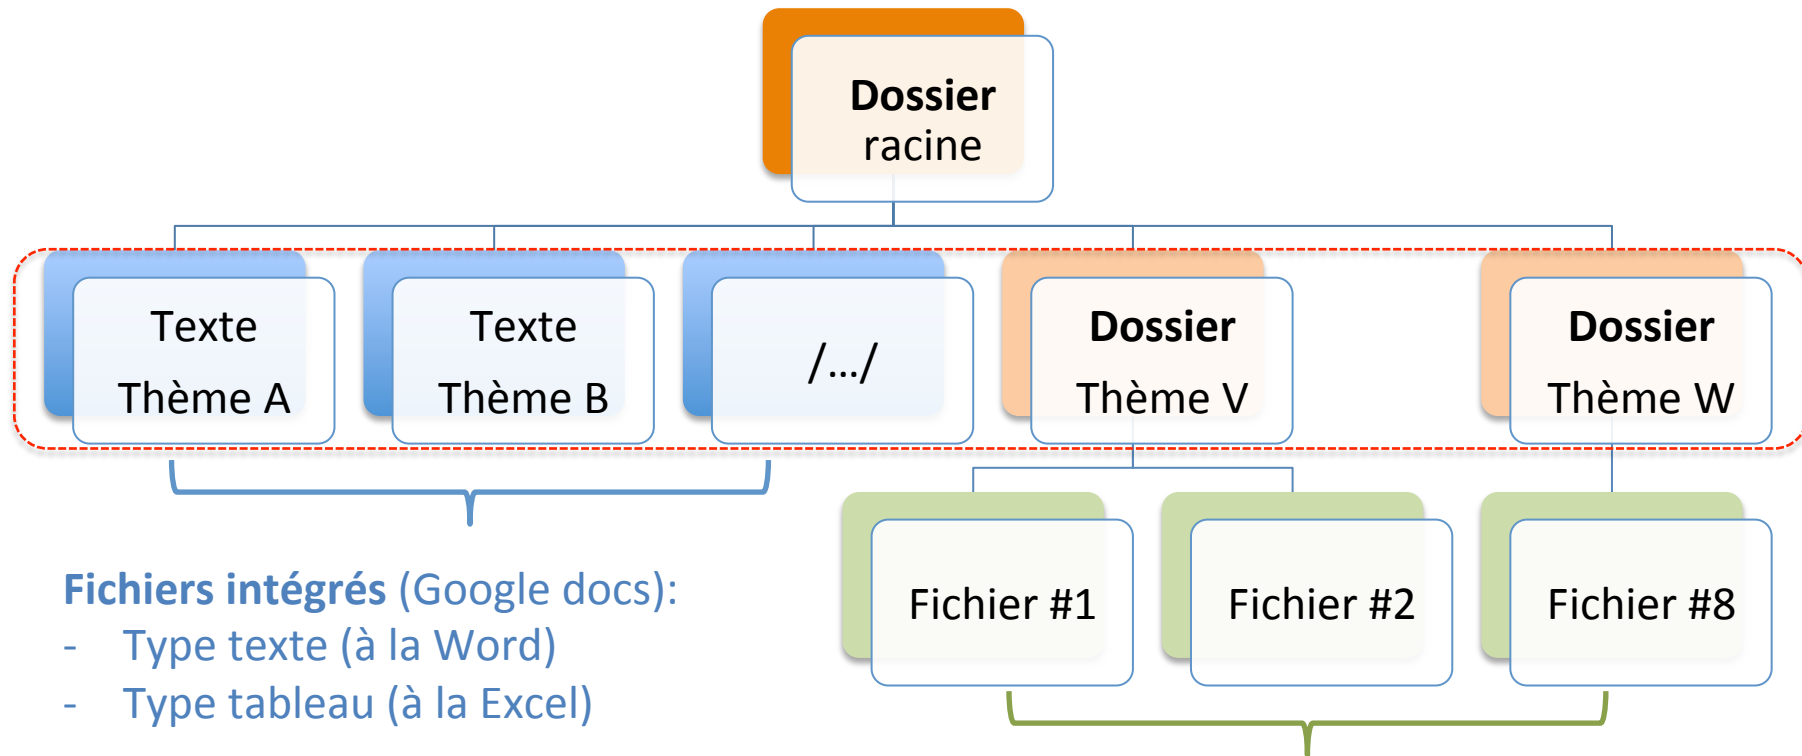 Dossier
racine
Texte
Thème A
Texte
Thème B
/.../
Dossier
Thème V
Dossier
Thème W
Fichier #1
Fichier #2
Fichier #8
Fichiers intégrés (Google docs):
- Type texte (à la Word)
- Type tableau (à la Excel)